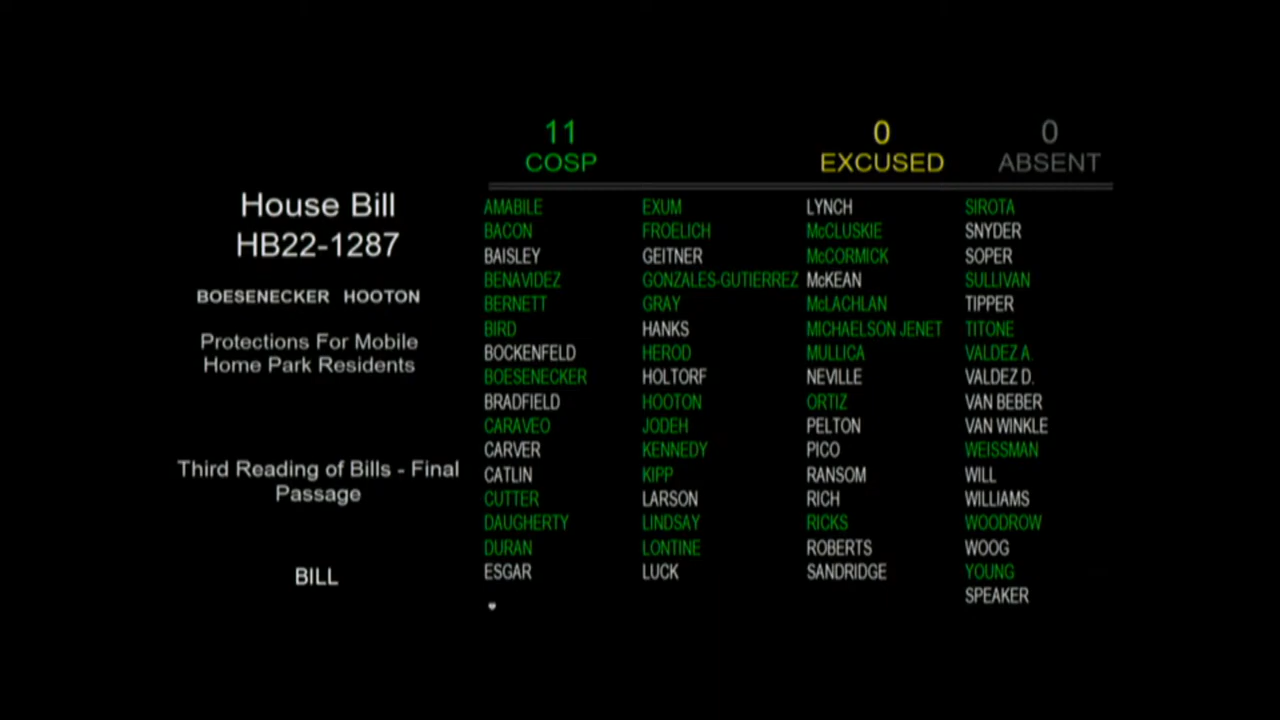 11
COSP
0
EXCUSED
0
ABSENT
House Bill
HB22-1287
BOESENECKER HOOTON
Protections For Mobile
Home Park Residents
Third Reading of Bills - Final
Passage
BILL
AMABILE
BACON
BAISLEY
BENAVIDEZ
BERNETT
BIRD
BOCKENFELD
BOESENECKER
BRADFIELD
CARAVEO
CARVER
CATLIN
CUTTER
DAUGHERTY
DURAN
ESGAR
EXUM
FROELICH
GEITNER
GONZALES-GUTIERREZ
GRAY
HANKS
HEROD
HOLTORF
HOOTON
JODEH
KENNEDY
KIPP
LARSON
LINDSAY
LONTINE
LUCK
LYNCH
McCLUSKIE
McCORMICK
McKEAN
McLACHLAN
MICHAELSON JENET
MULLICA
NEVILLE
ORTIZ
PELTON
PICO
RANSOM
RICH
RICKS
ROBERTS
SANDRIDGE
SIROTA
SNYDER
SOPER
SULLIVAN
TIPPER
TITONE
VALDEZ A.
VALDEZ D.
VAN BEBER
VAN WINKLE
WEISSMAN
WILL
WILLIAMS
WOODROW
WOOG
YOUNG
SPEAKER